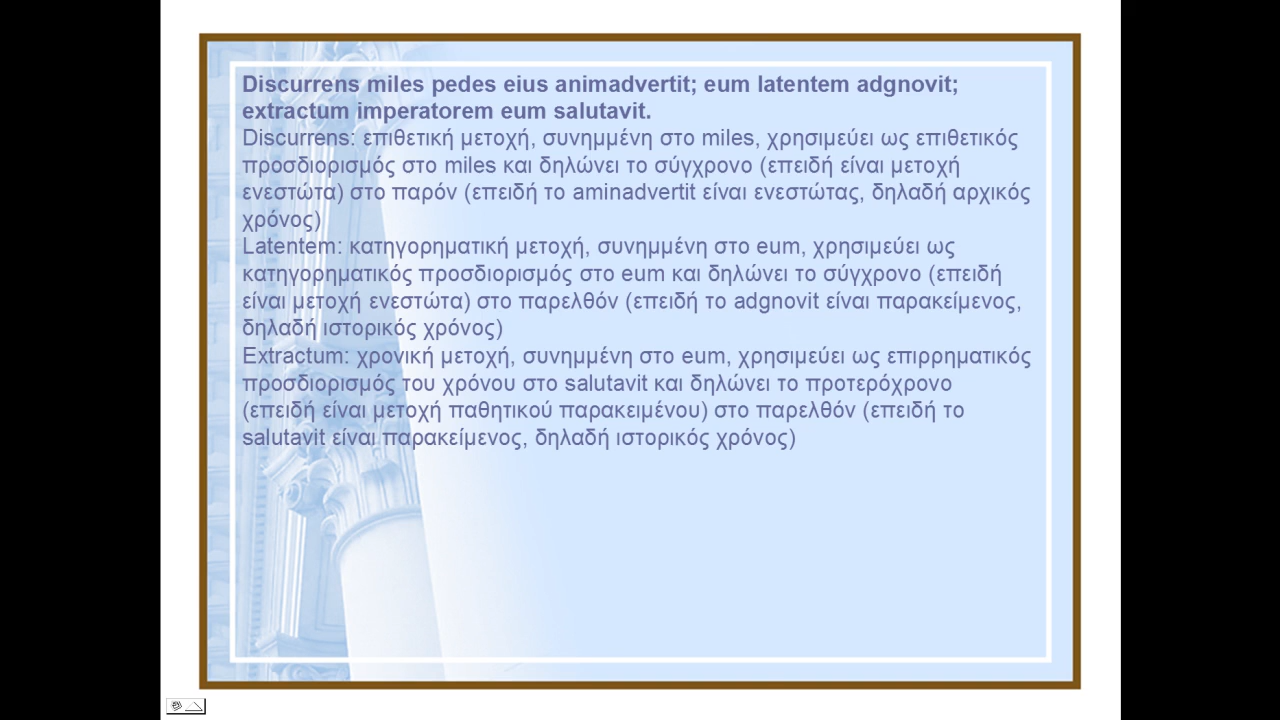 Discurrens miles pedes eius animadvertit; eum latentem adgnovit;
extractum imperatorem eum salutavit.
Discurrens: επιθετική μετοχή, συνημμένη στο miles, χρησιμεύει ως επιθετικός
προσδιορισμός στο miles και δηλώνει το σύγχρονο (επειδή είναι μετοχή
ενεστώτα) στο παρόν (επειδή το aminadvertit είναι ενεστώτας, δηλαδή αρχικός
χρόνος)
Latentem: κατηγορηματική μετοχή, συνημμένη στο eum, χρησιμεύει ως
κατηγορηματικός προσδιορισμός στο eum και δηλώνει το σύγχρονο (επειδή
είναι μετοχή ενεστώτα) στο παρελθόν (επειδή το adgnovit είναι παρακείμενος,
δηλαδή ιστορικός χρόνος)
Extractum: χρονική μετοχή, συνημμένη στο eum, χρησιμεύει ως επιρρηματικός
προσδιορισμός του χρόνου στο salutavit και δηλώνει το προτερόχρονο
(επειδή είναι μετοχή παθητικού παρακειμένου) στο παρελθόν (επειδή το
salutavit είναι παρακείμενος, δηλαδή ιστορικός χρόνος)